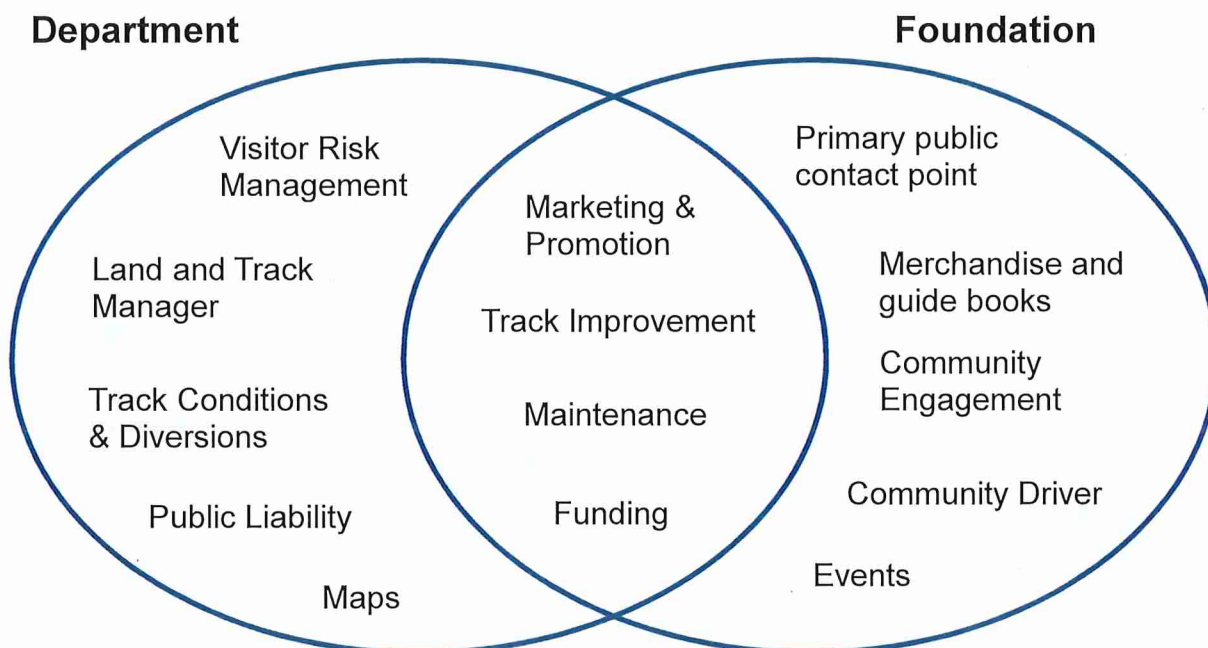 Department
Foundation
Visitor Risk
Management
Land and Track
Manager
Track Conditions
& Diversions
Public Liability
Maps
Marketing &
Promotion
Track Improvement
Maintenance
Funding
Primary public
contact point
Merchandise and
guide books
Community
Engagement
Community Driver
Events